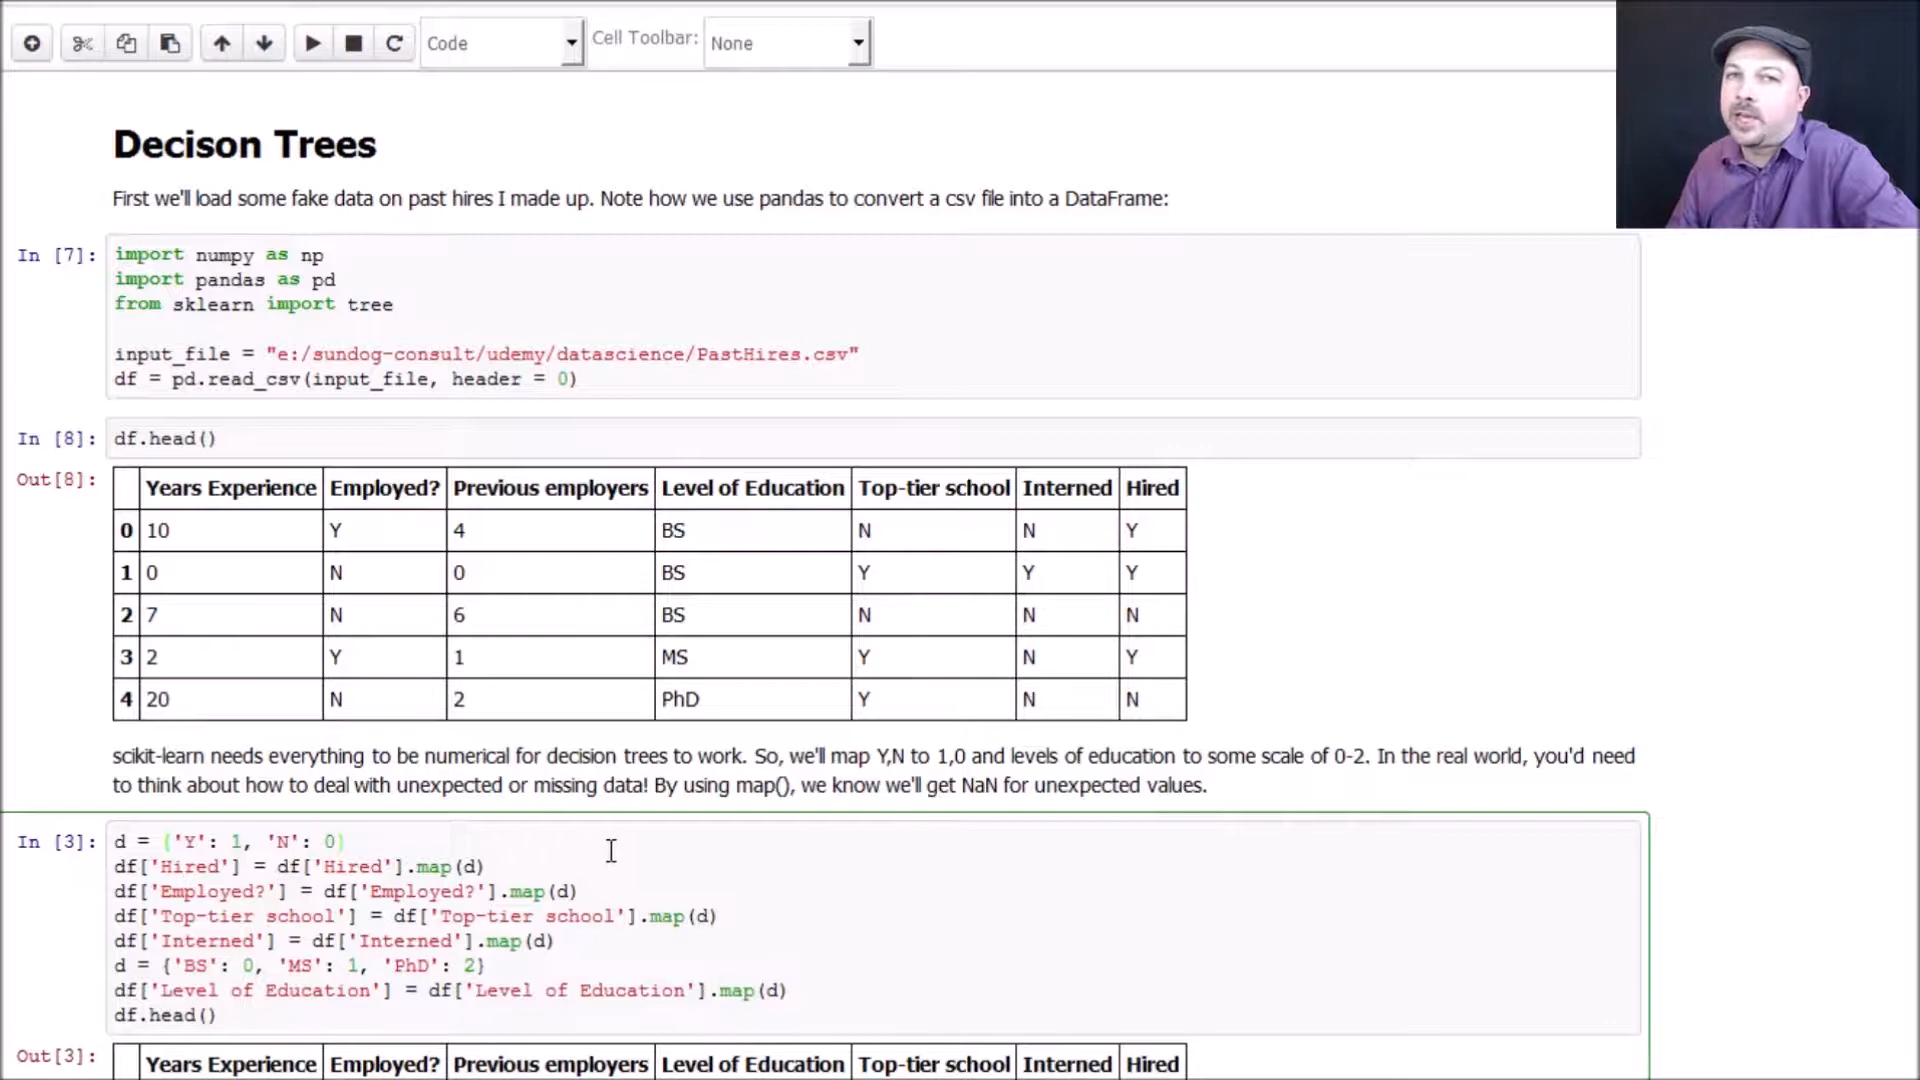 Code
Cell Toolbar:
None
Decison Trees
First we'll load some fake data on past hires I made up. Note how we use pandas to convert a csv file into a DataFrame:
In [7]:
import numpy as np
import pandas as pd
from sklearn import tree
input_file = "e:/sundog-consult/udemy/datascience/PastHires.csv"
df = pd.read_csv(input_file, header = 0)
In [8]:
df.head()
Out[8]:
Years Experience Employed? Previous employers Level of Education Top-tier school Interned Hired
0 10 Y 4 BS N N Y
1 0 N 0 BS Y Y Y
2 7 N 6 BS N N N
3 2 Y 1 MS Y N Y
4 20 N 2 PhD Y N N
scikit-learn needs everything to be numerical for decision trees to work. So, we'll map Y,N to 1,0 and levels of education to some scale of 0-2. In the real world, you'd need
to think about how to deal with unexpected or missing data! By using map(), we know we'll get NaN for unexpected values.
In [3]:
d = {'Y': 1, 'N': 0}
df['Hired'] = df['Hired'].map(d)
df['Employed?'] = df['Employed?'].map(d)
df['Top-tier school'] = df['Top-tier school'].map(d)
df['Interned'] = df['Interned'].map(d)
d = {'BS': 0, 'MS': 1, 'PhD': 2}
df['Level of Education'] = df['Level of Education'].map(d)
df.head()
Out[3]:
Years Experience Employed? Previous employers Level of Education Top-tier school Interned Hired